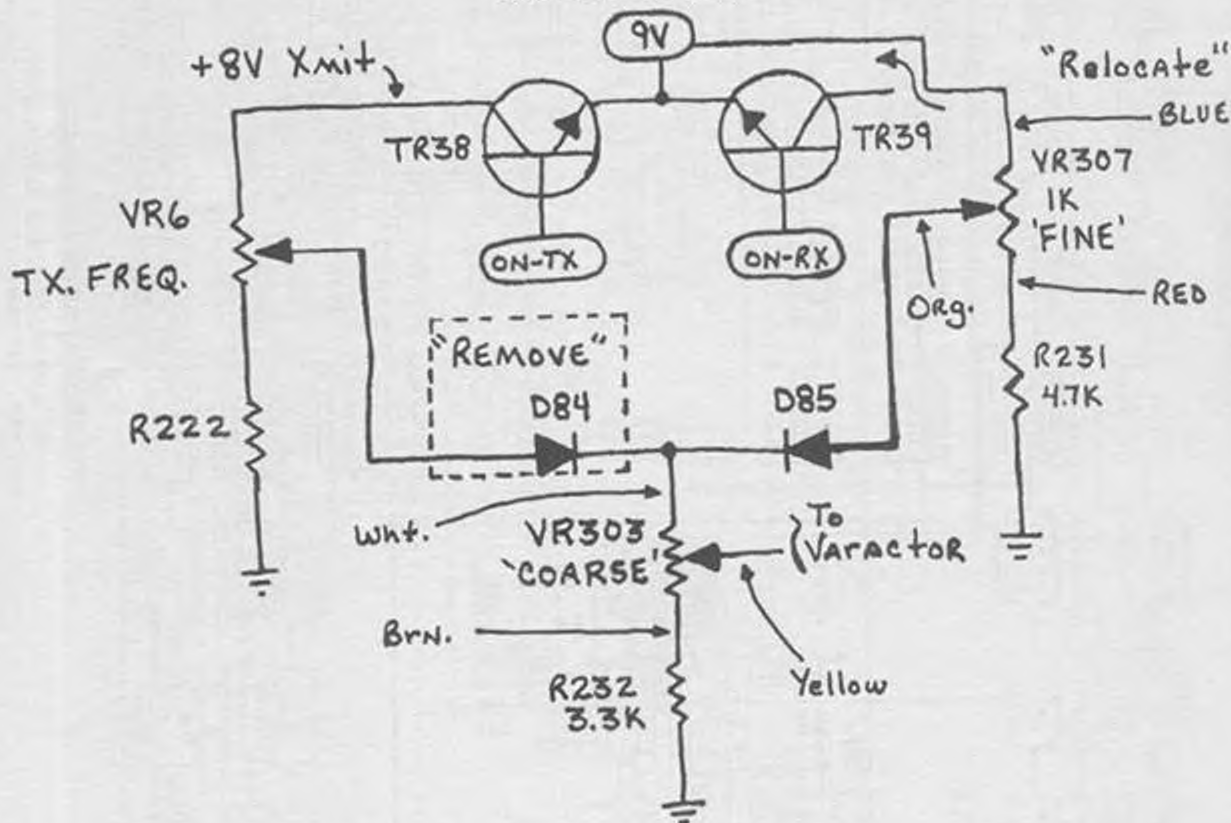 9V
+8V Xmit
"Relocate"
BLUE
TR38
TR39
VR307
1K
'FINE'
VR6
TX. FREQ.
ON-TX
ON-RX
Org.
RED
"REMOVE"
D84
D85
R231
4.7K
R222
Wht.
VR303
'COARSE'
To
VARACTOR
Brn.
Yellow
R232
3.3K